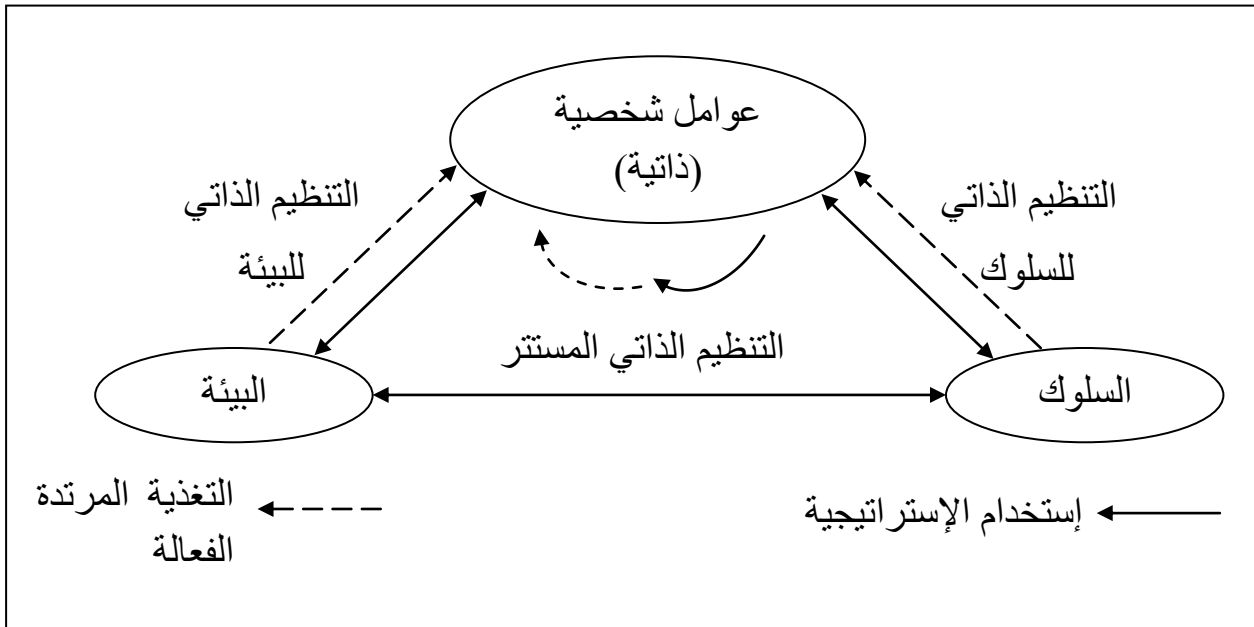 عوامل شخصية
(ذاتية)
التنظيم الذاتي
للسلوك
التنظيم الذاتي
للبيئة
التنظيم الذاتي المستتر
السلوك
البيئة
إستخدام الإستراتيجية
التغذية المرتدة
الفعالة